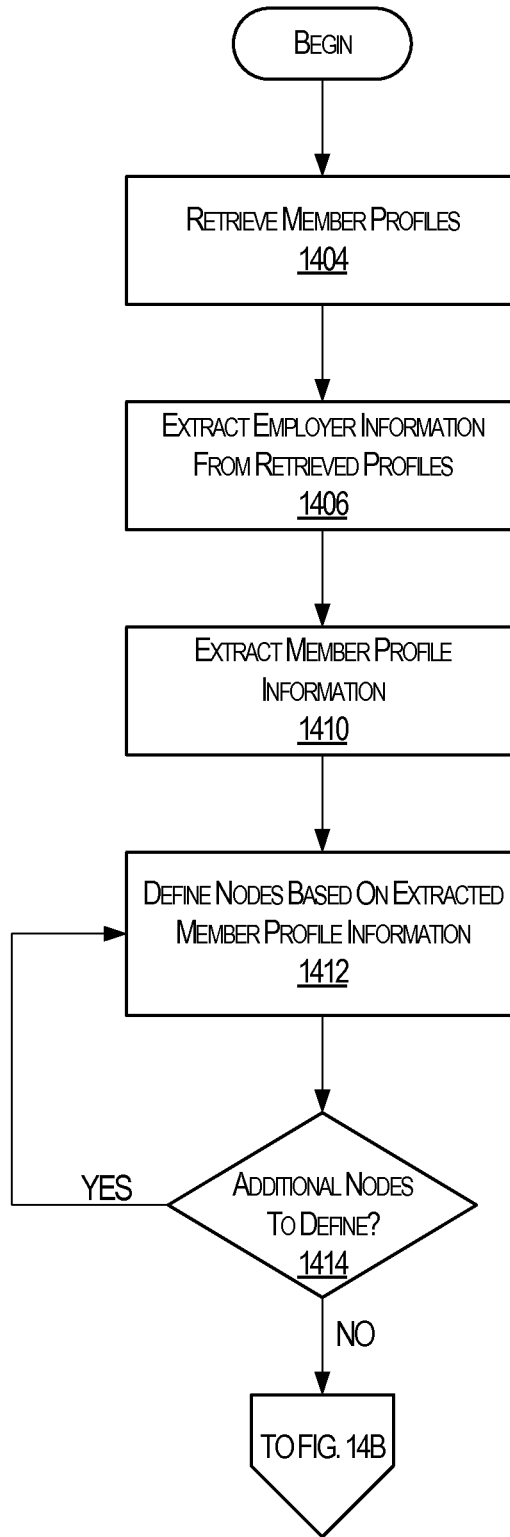 BEGIN
RETRIEVE MEMBER PROFILES
1404
EXTRACT EMPLOYER INFORMATION
FROM RETRIEVED PROFILES
1406
EXTRACT MEMBER PROFILE
INFORMATION
1410
DEFINE NODES BASED ON EXTRACTED
MEMBER PROFILE INFORMATION
1412
YES
ADDITIONAL NODES
TO DEFINE?
1414
NO
TO FIG. 14B